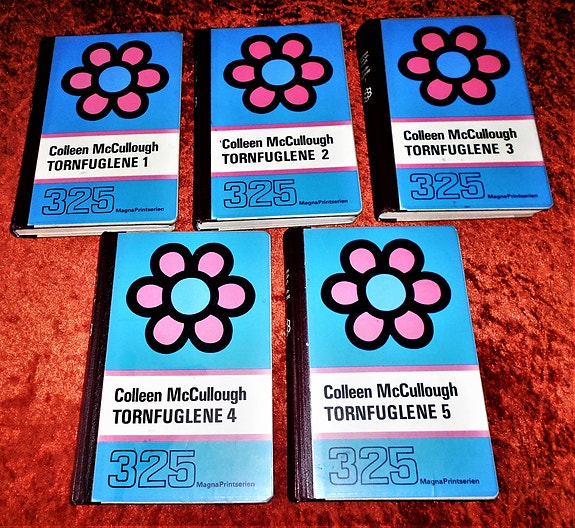 Colleen McCullough
TORNFUGLENE 1
325
MagnaPrintserien
Colleen McCullough
TORNFUGLENE 2
325
MagnaPrintserien
Colleen McCullough
TORNFUGLENE 3
325
MagnaPrintserien
Colleen McCullough
TORNFUGLENE 4
325
MagnaPrintserien
Colleen McCullough
TORNFUGLENE 5
325
MagnaPrintserien